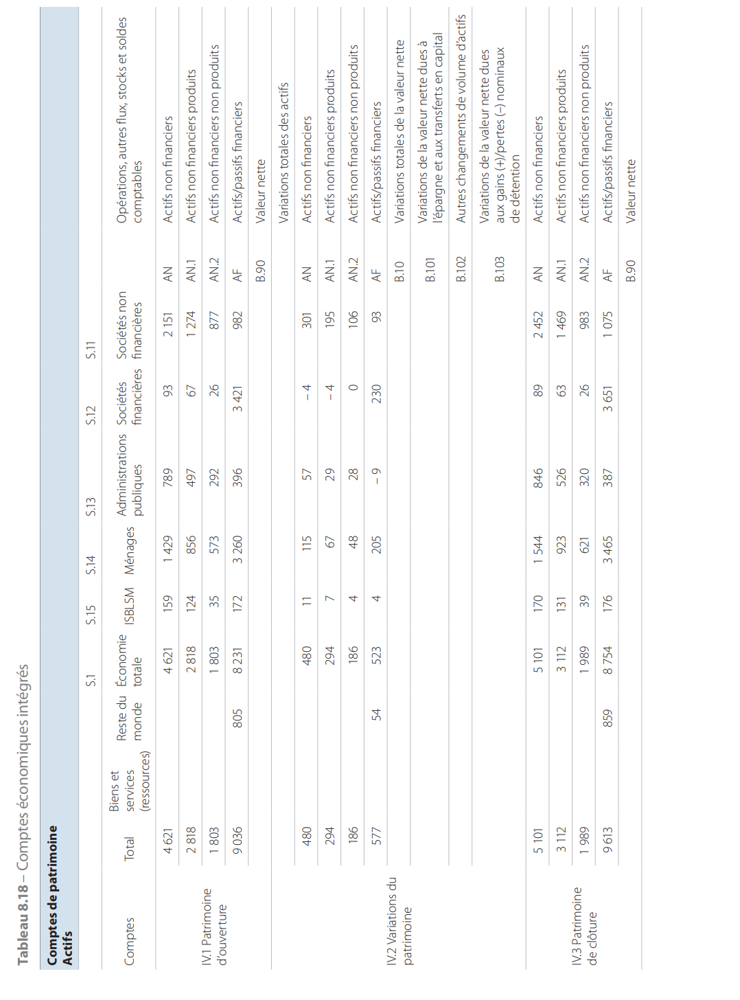 Tableau 8.18 – Comptes économiques intégrés
Comptes de patrimoine
Actifs
S.1 S.15 S.14 S.13 S.12 S.11
Comptes Total Biens et services (ressources) Reste du monde Économie totale ISBLSM Ménages Administrations publiques Sociétés financières Sociétés non financières Opérations, autres flux, stocks et soldes comptables
IV.1 Patrimoine d’ouverture
4 621 4 621 159 1 429 789 93 2 151 AN Actifs non financiers
2 818 2 818 124 856 497 67 1 274 AN.1 Actifs non financiers produits
1 803 1 803 35 573 292 26 877 AN.2 Actifs non financiers non produits
9 036 805 8 231 172 3 260 396 3 421 982 AF Actifs/passifs financiers
B.90 Valeur nette
IV.2 Variations du patrimoine
Variations totales des actifs
480 480 11 115 57 – 4 301 AN Actifs non financiers
294 294 7 67 29 – 4 195 AN.1 Actifs non financiers produits
186 186 4 48 28 0 106 AN.2 Actifs non financiers non produits
577 54 523 4 205 – 9 230 93 AF Actifs/passifs financiers
B.10 Variations totales de la valeur nette
B.101 Variations de la valeur nette dues à
l’épargne et aux transferts en capital
B.102 Autres changements de volume d’actifs
B.103 Variations de la valeur nette dues
aux gains (+)/pertes (–) nominaux
de détention
IV.3 Patrimoine de clôture
5 101 5 101 170 1 544 846 89 2 452 AN Actifs non financiers
3 112 3 112 131 923 526 63 1 469 AN.1 Actifs non financiers produits
1 989 1 989 39 621 320 26 983 AN.2 Actifs non financiers non produits
9 613 859 8 754 176 3 465 387 3 651 1 075 AF Actifs/passifs financiers
B.90 Valeur nette